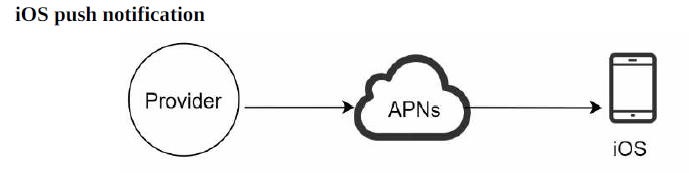 iOS push notification
Provider
APNs
iOS